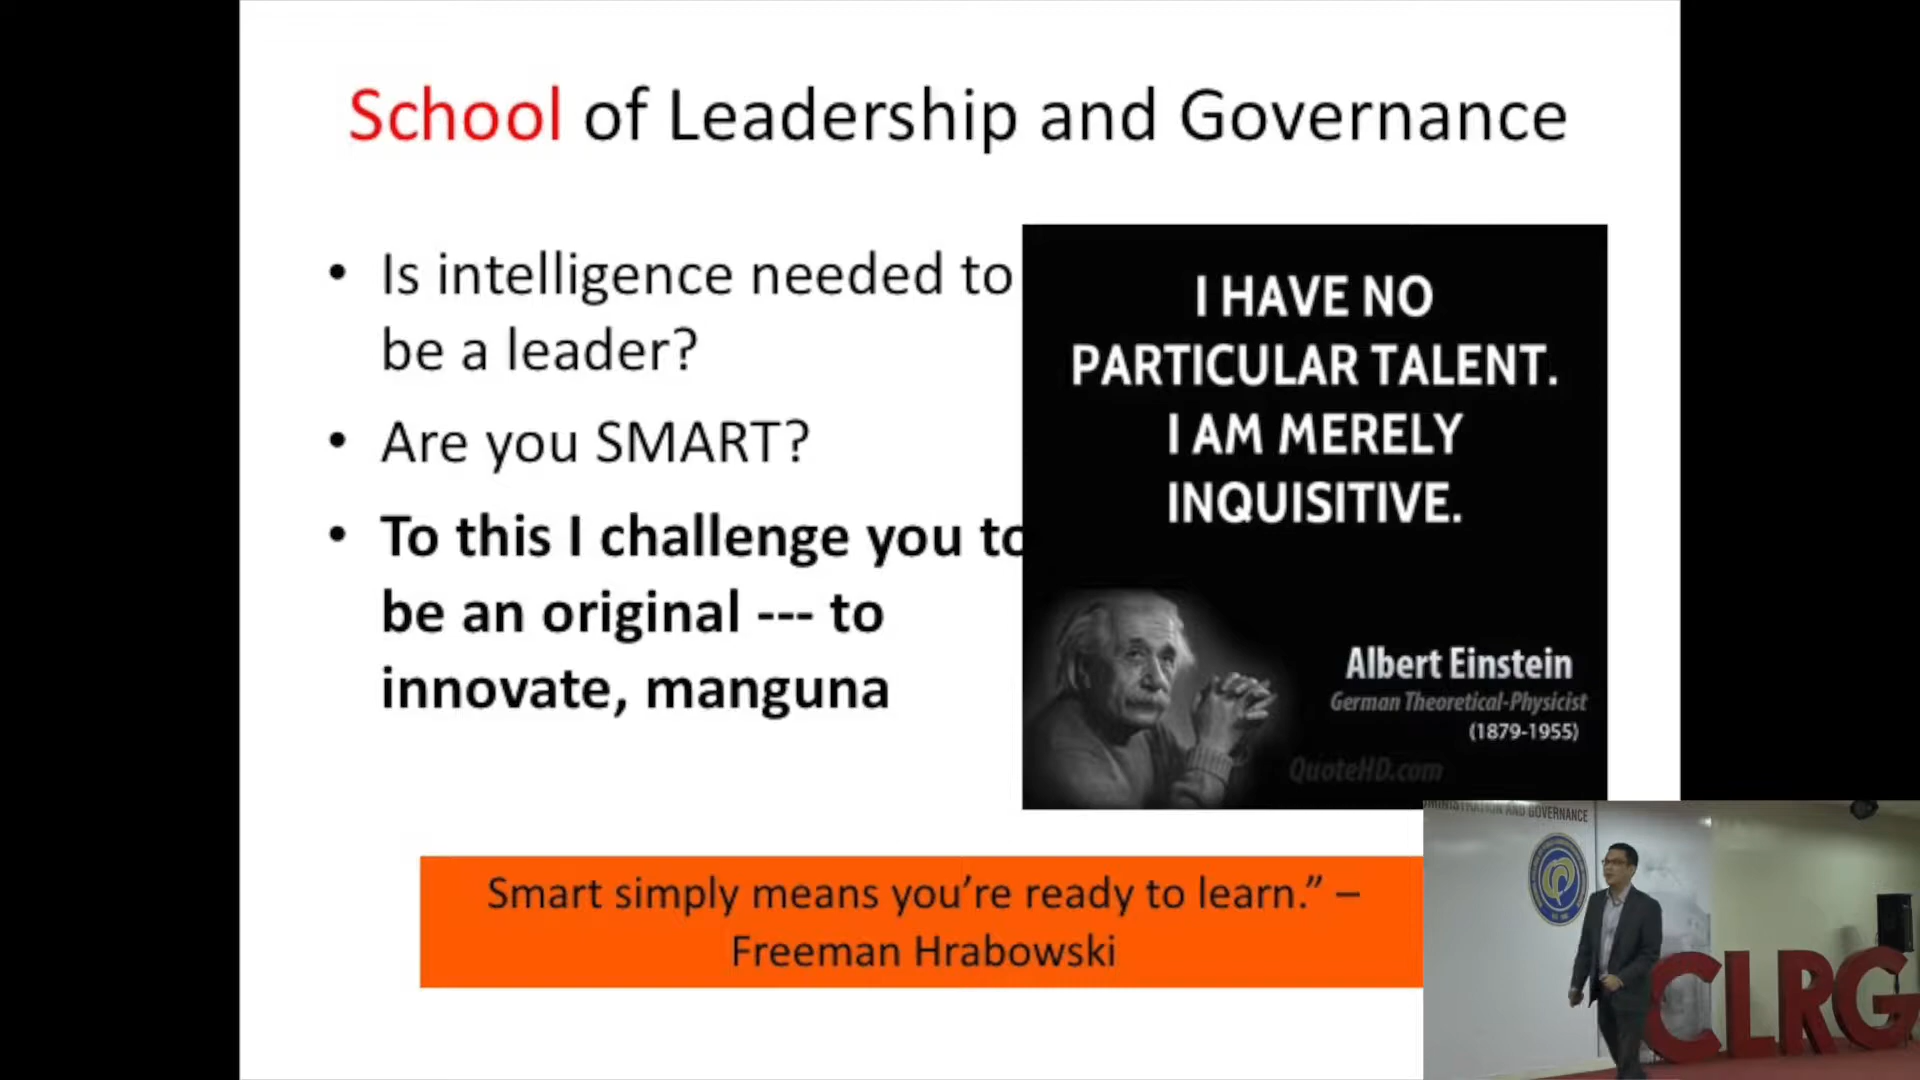 School of Leadership and Governance
• Is intelligence needed to
be a leader?
• Are you SMART?
• To this I challenge you to
be an original --- to
innovate, manguna
I HAVE NO
PARTICULAR TALENT.
I AM MERELY
INQUISITIVE.
Albert Einstein
German Theoretical-Physicist
(1879-1955)
QuoteHD.com
Smart simply means you’re ready to learn.” –
Freeman Hrabowski
AND GOVERNANCE
CLRG